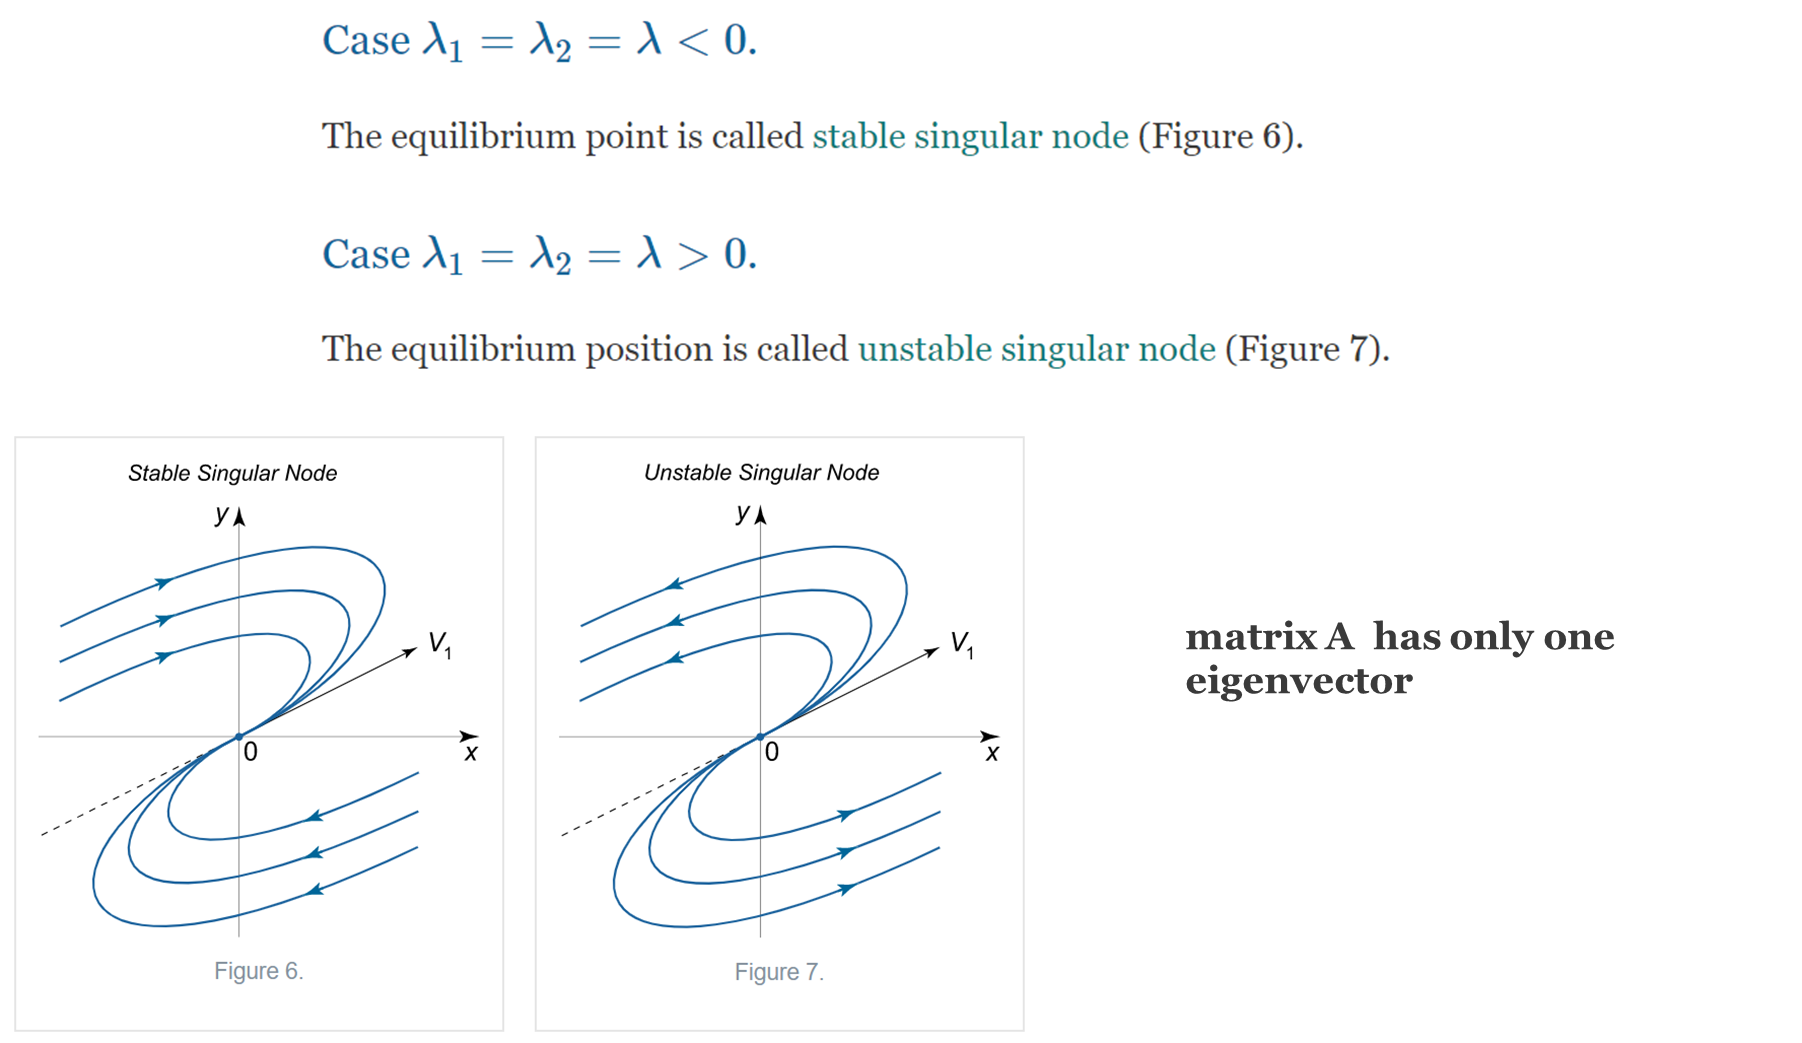 Case λ₁ = λ₂ = λ < 0.
The equilibrium point is called stable singular node (Figure 6).
Case λ₁ = λ₂ = λ > 0.
The equilibrium position is called unstable singular node (Figure 7).
Stable Singular Node
y
V₁
0
x
Figure 6.
Unstable Singular Node
y
V₁
0
x
Figure 7.
matrix A has only one
eigenvector